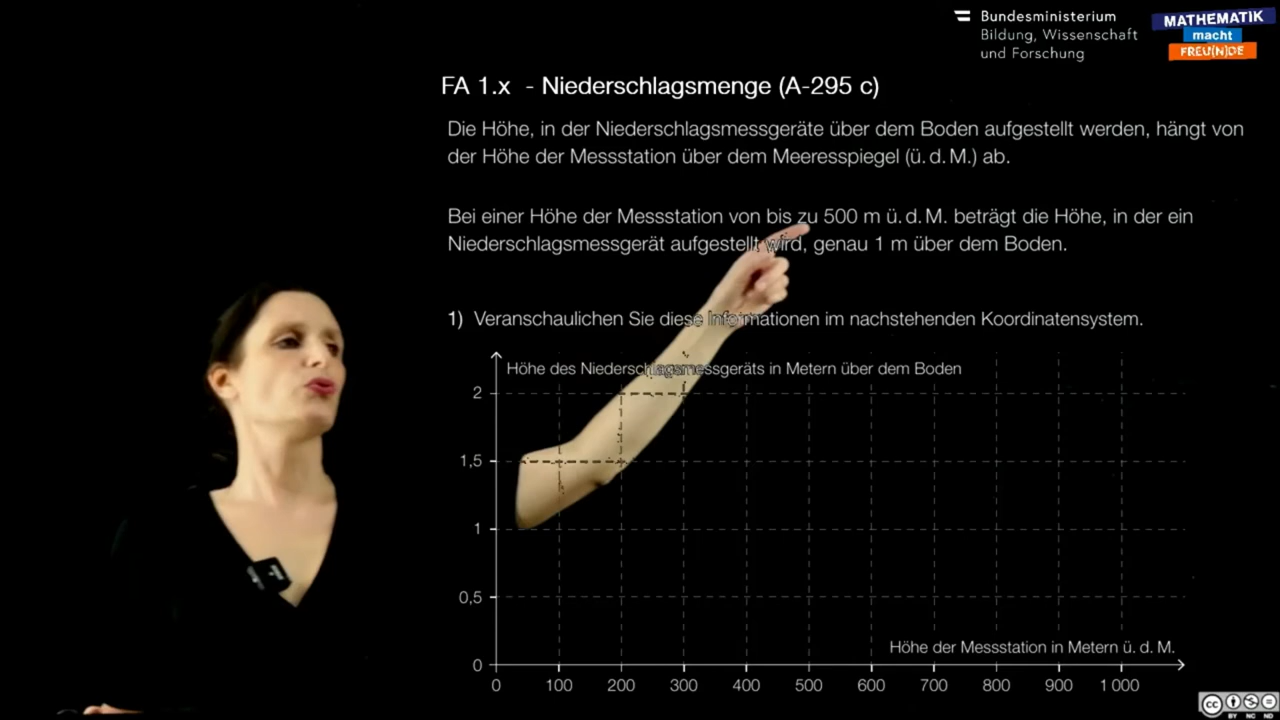 Bundesministerium
Bildung, Wissenschaft
und Forschung
MATHEMATIK
macht
FREU(N)DE
FA 1.x - Niederschlagsmenge (A-295 c)
Die Höhe, in der Niederschlagsmessgeräte über dem Boden aufgestellt werden, hängt von
der Höhe der Messstation über dem Meeresspiegel (ü. d. M.) ab.
Bei einer Höhe der Messstation von bis zu 500 m ü. d. M. beträgt die Höhe, in der ein
Niederschlagsmessgerät aufgestellt wird, genau 1 m über dem Boden.
1) Veranschaulichen Sie diese Informationen im nachstehenden Koordinatensystem.
Höhe des Niederschlagsmessgeräts in Metern über dem Boden
2
1,5
1
0,5
0
Höhe der Messstation in Metern ü. d. M.
0 100 200 300 400 500 600 700 800 900 1 000
cc
BY NC ND